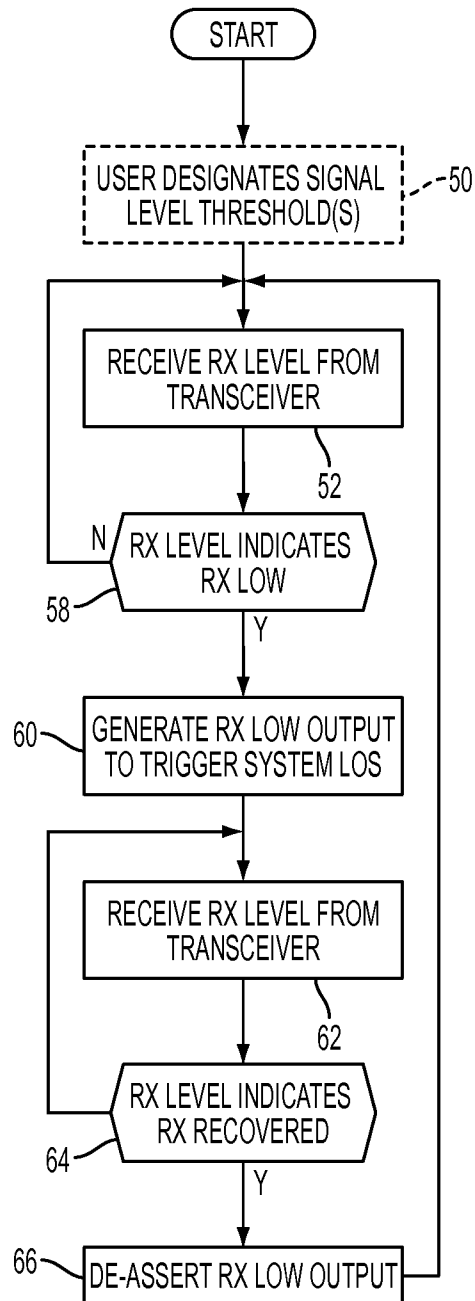 START
USER DESIGNATES SIGNAL
LEVEL THRESHOLD(S)
50
RECEIVE RX LEVEL FROM
TRANSCEIVER
52
N
RX LEVEL INDICATES
RX LOW
58
Y
60
GENERATE RX LOW OUTPUT
TO TRIGGER SYSTEM LOS
RECEIVE RX LEVEL FROM
TRANSCEIVER
62
RX LEVEL INDICATES
RX RECOVERED
64
Y
66
DE-ASSERT RX LOW OUTPUT